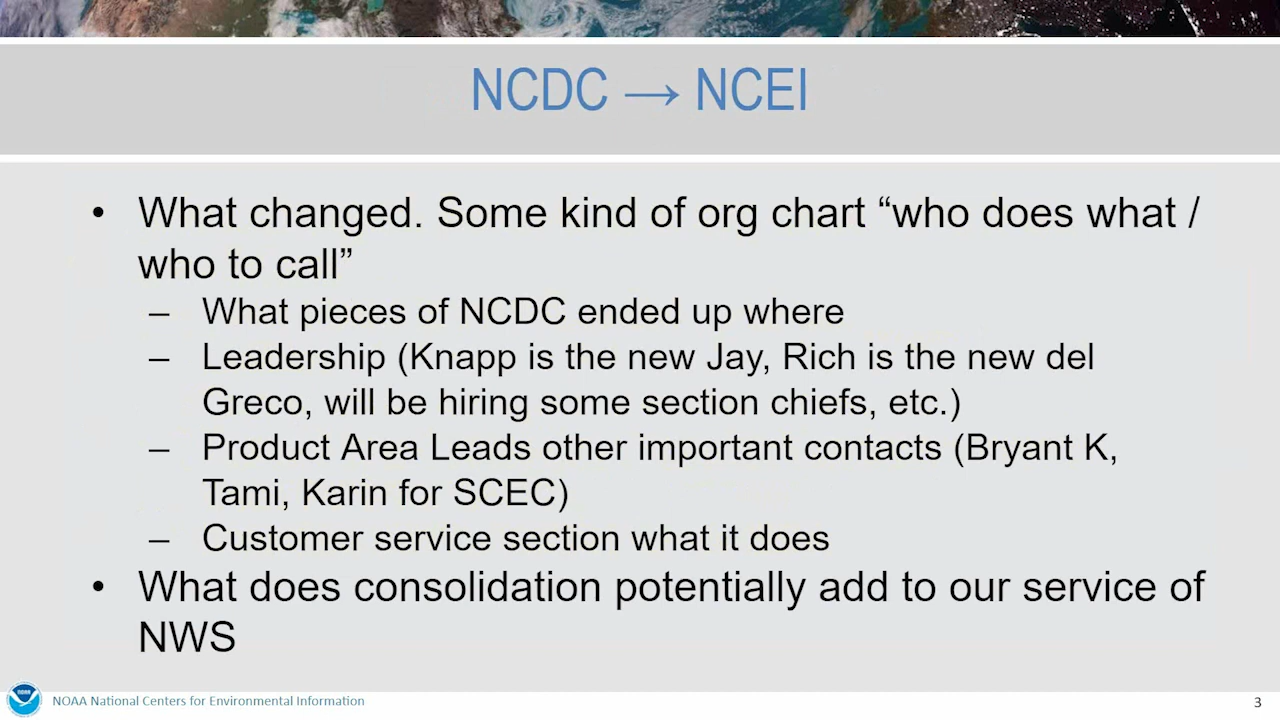 NCDC → NCEI
• What changed. Some kind of org chart “who does what /
who to call”
– What pieces of NCDC ended up where
– Leadership (Knapp is the new Jay, Rich is the new del
Greco, will be hiring some section chiefs, etc.)
– Product Area Leads other important contacts (Bryant K,
Tami, Karin for SCEC)
– Customer service section what it does
• What does consolidation potentially add to our service of
NWS
NOAA
NOAA National Centers for Environmental Information
3